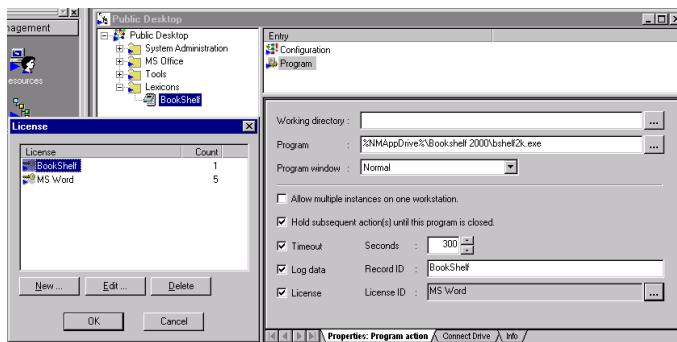 Public Desktop
nagement
esources
Public Desktop
System Administration
MS Office
Tools
Lexicons
BookShelf
Entry
Configuration
Program
License
License Count
BookShelf 1
MS Word 5
New ... Edit ... Delete
OK Cancel
Working directory :
...
Program : %NMAppDrive%\Bookshelf 2000\bshelf2k.exe
...
Program window : Normal
Allow multiple instances on one workstation.
Hold subsequent action(s) until this program is closed.
Timeout Seconds : 300
Log data Record ID : BookShelf
License License ID : MS Word
...
Properties: Program action Connect Drive Info